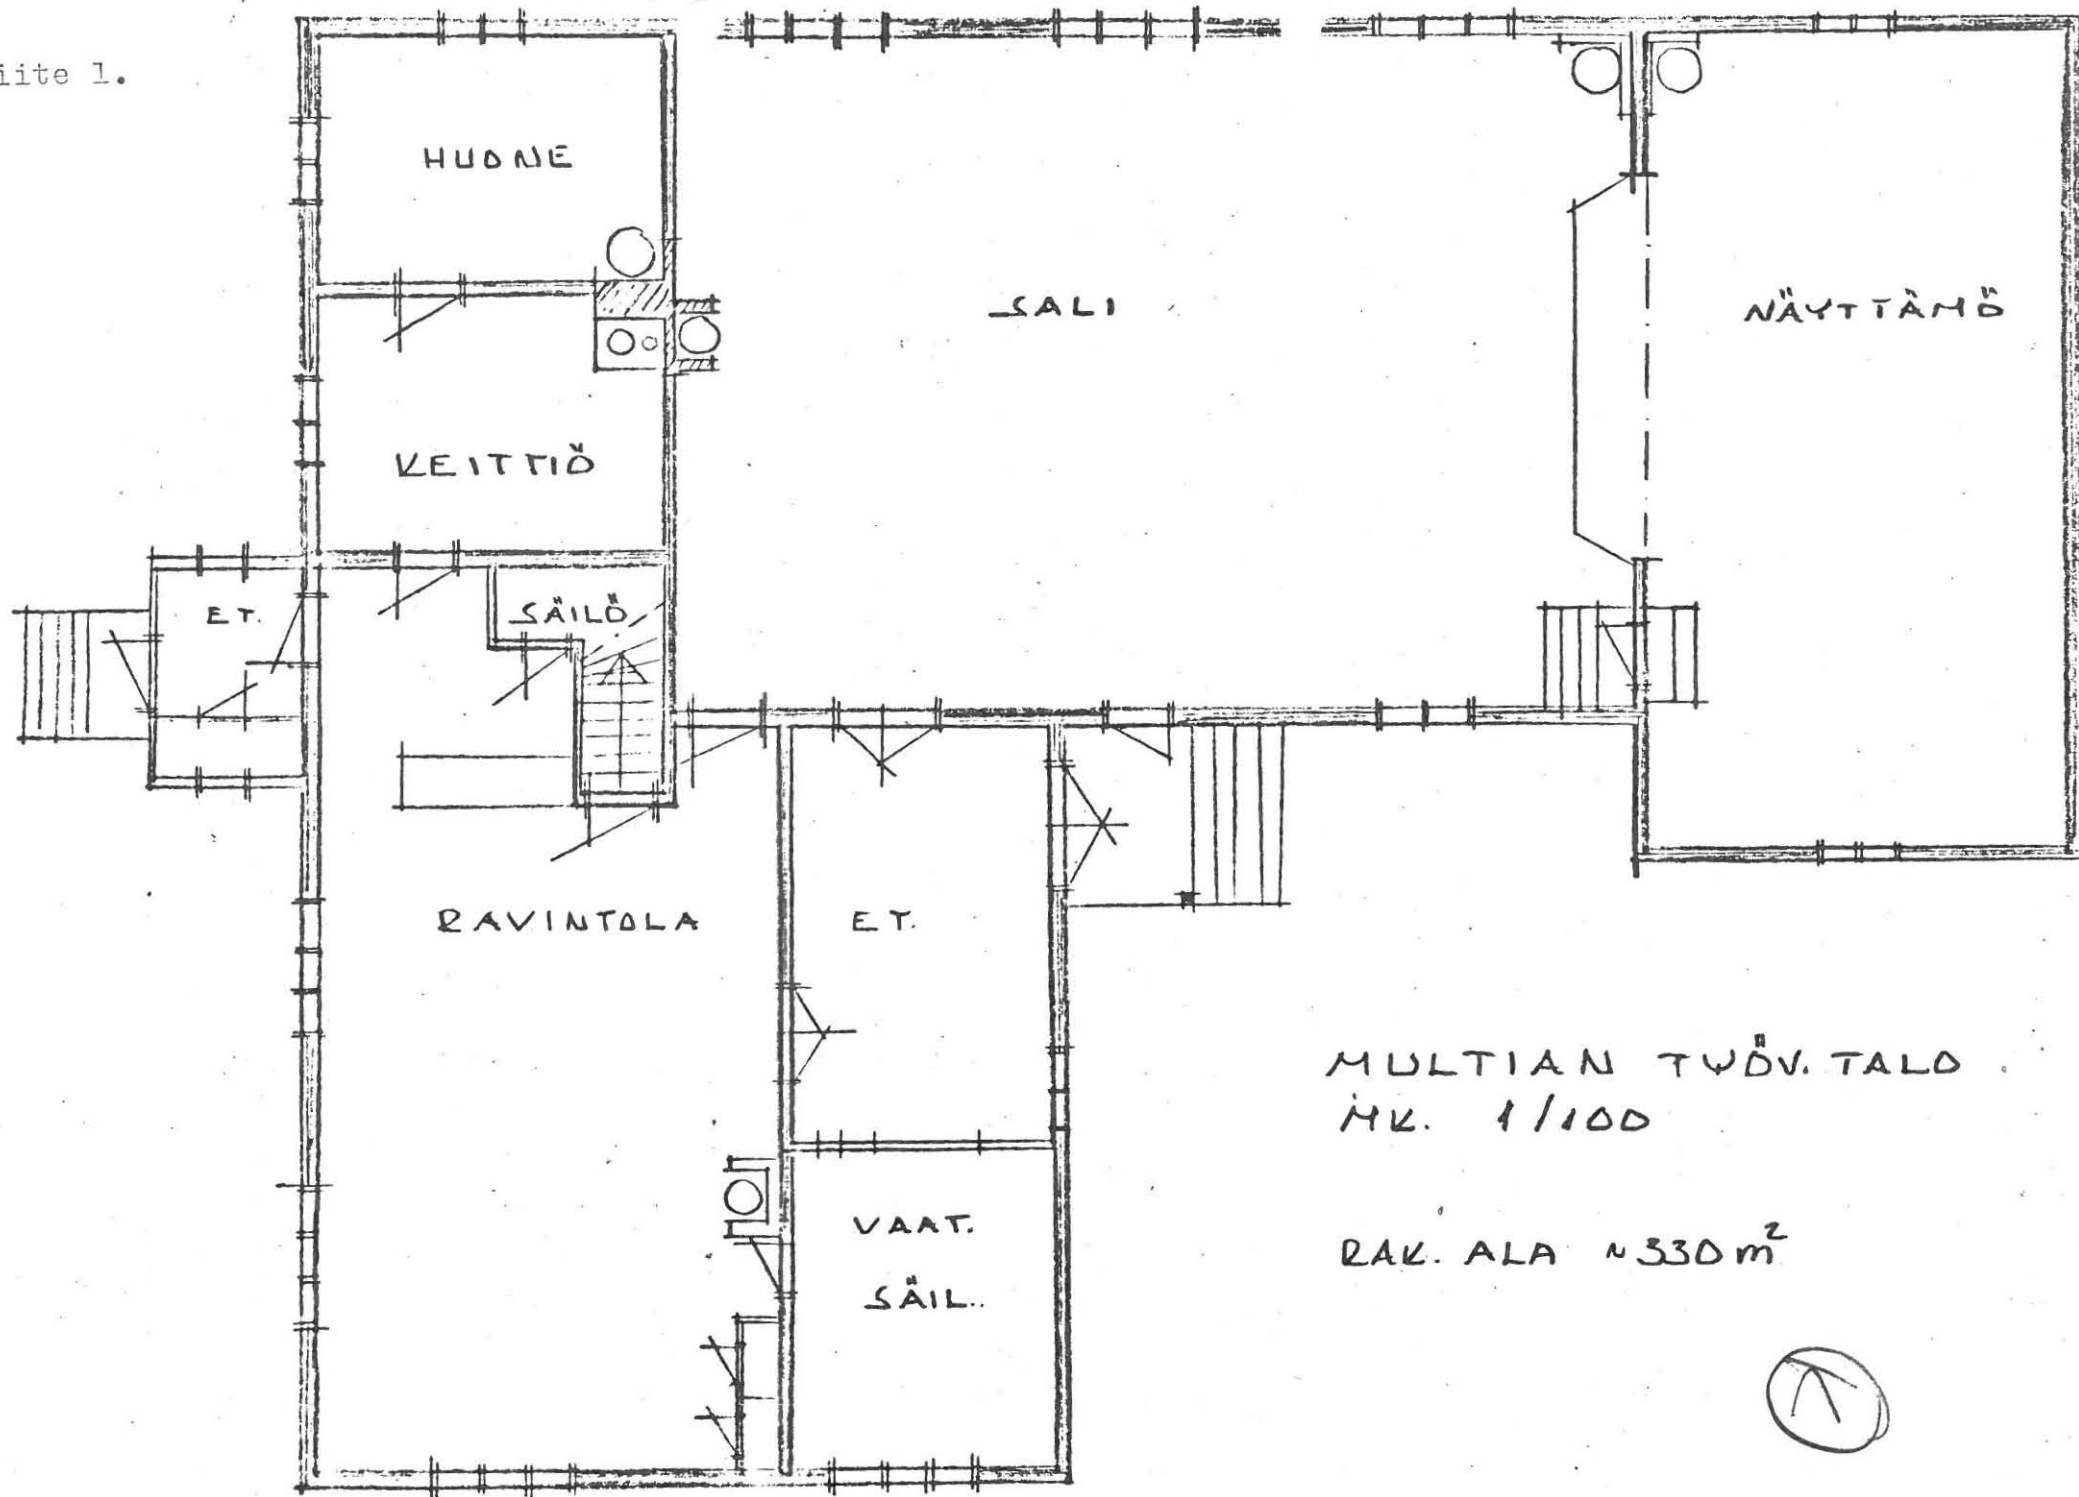 iite 1.
HUONE
SALI
NÄYTTÄMÖ
KEITTIÖ
ET.
SÄILÖ
RAVINTOLA
ET.
MULTIAN TYÖV. TALO
MK. 1/100
VAAT.
SÄIL.
RAK. ALA ~330 m²